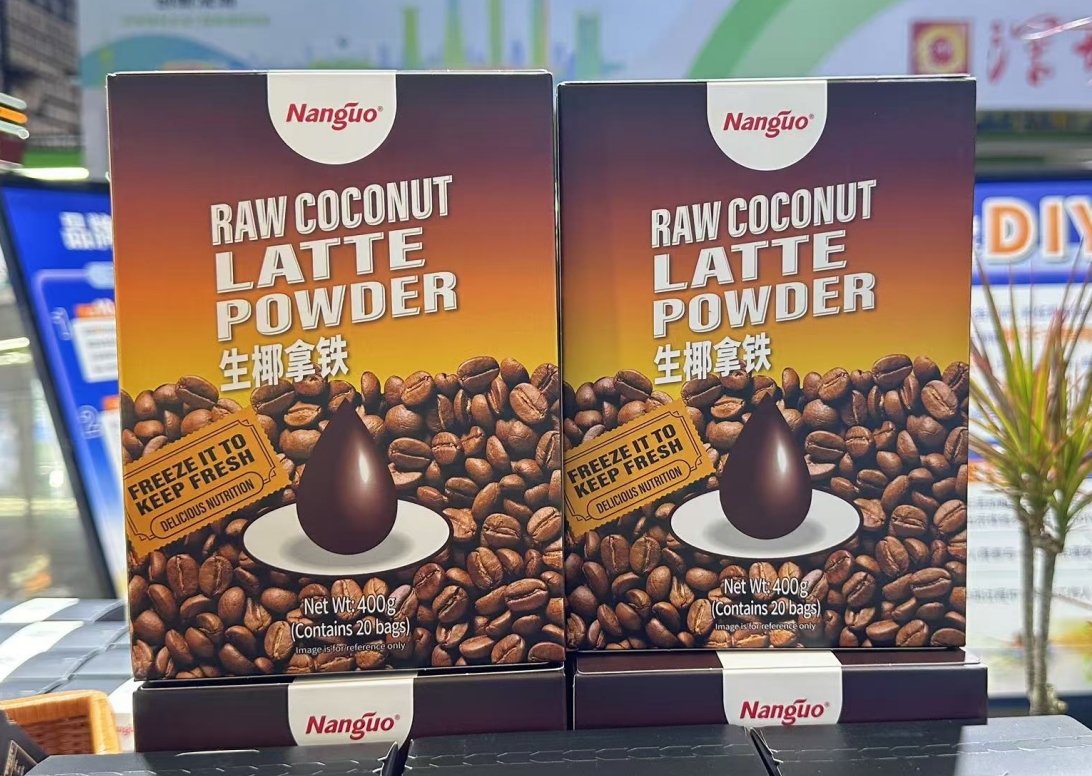 Nanguo®
RAW COCONUT
LATTE
POWDER
生椰拿铁
FREEZE IT TO
KEEP FRESH
DELICIOUS NUTRITION
Net Wt: 400g
(Contains 20 bags)
Image is for reference only
Nanguo®
RAW COCONUT
LATTE
POWDER
生椰拿铁
FREEZE IT TO
KEEP FRESH
DELICIOUS NUTRITION
Net Wt: 400g
(Contains 20 bags)
Image is for reference only
Nanguo®
Nanguo®
DIY
1
2